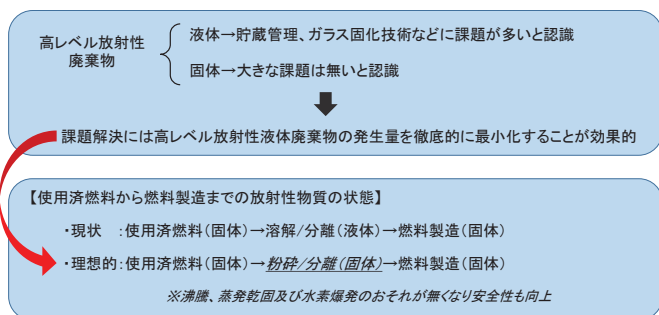 高レベル放射性
廃棄物
液体→貯蔵管理、ガラス固化技術などに課題が多いと認識
固体→大きな課題は無いと認識
課題解決には高レベル放射性液体廃棄物の発生量を徹底的に最小化することが効果的
【使用済燃料から燃料製造までの放射性物質の状態】
・現状　：使用済燃料(固体)→溶解/分離(液体)→燃料製造(固体)
・理想的：使用済燃料(固体)→粉砕/分離(固体)→燃料製造(固体)
※沸騰、蒸発乾固及び水素爆発のおそれが無くなり安全性も向上